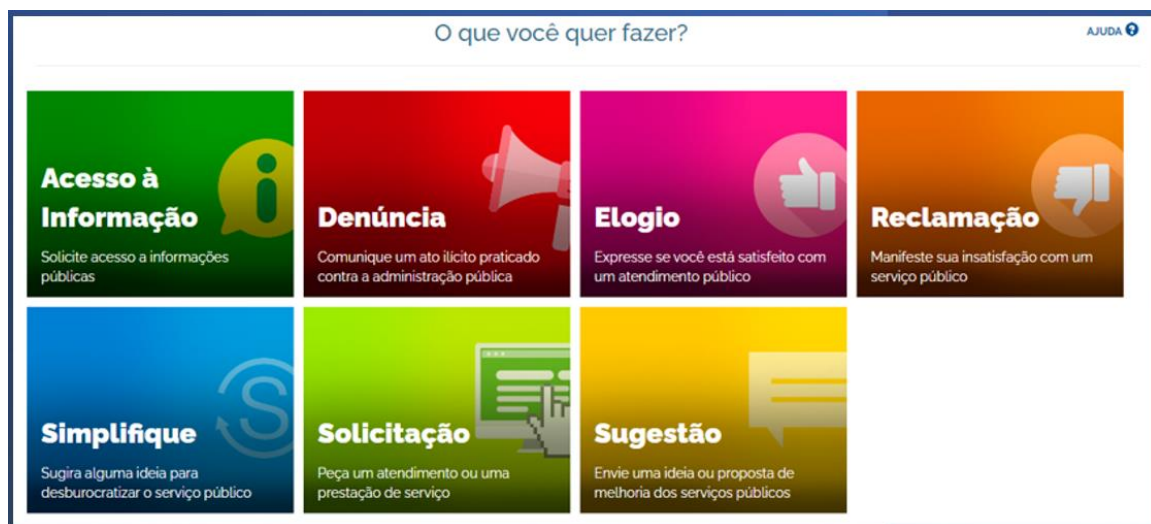 O que você quer fazer?
AJUDA ?
Acesso à
Informação
Solicite acesso a informações
públicas
Denúncia
Comunique um ato ilícito praticado
contra a administração pública
Elogio
Expresse se você está satisfeito com
um atendimento público
Reclamação
Manifeste sua insatisfação com um
serviço público
Simplifique
Sugira alguma ideia para
desburocratizar o serviço público
Solicitação
Peça um atendimento ou uma
prestação de serviço
Sugestão
Envie uma ideia ou proposta de
melhoria dos serviços públicos